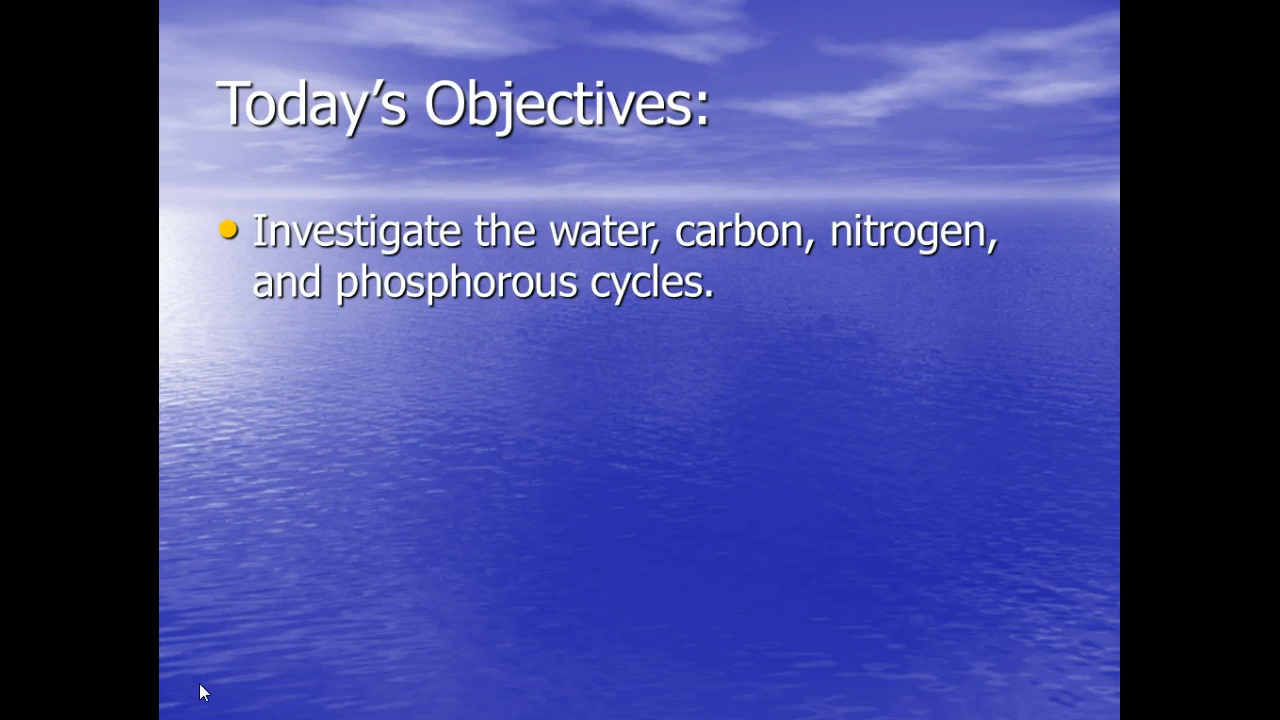 Today’s Objectives:
Investigate the water, carbon, nitrogen,
and phosphorous cycles.